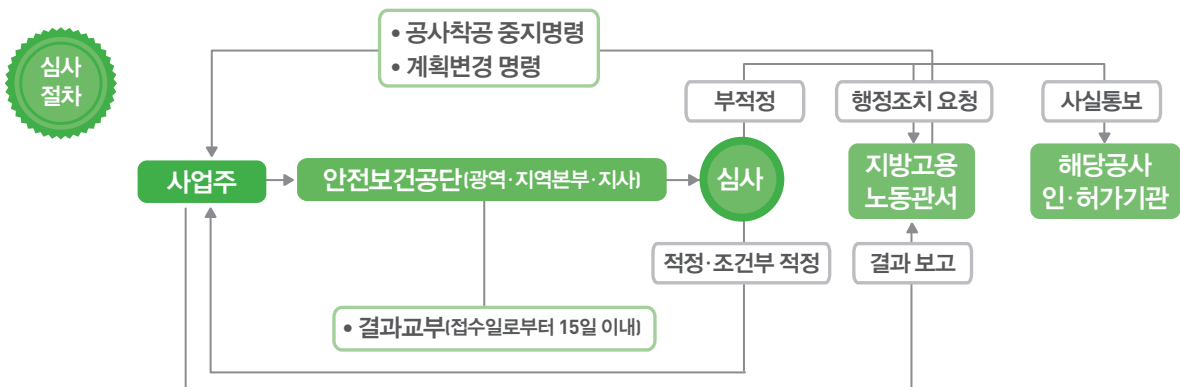 심사
절차
• 공사착공 중지명령
• 계획변경 명령
부적정
행정조치 요청
사실통보
사업주
안전보건공단(광역·지역본부·지사)
심사
지방고용
노동관서
해당공사
인·허가기관
적정·조건부 적정
결과 보고
• 결과교부(접수일로부터 15일 이내)